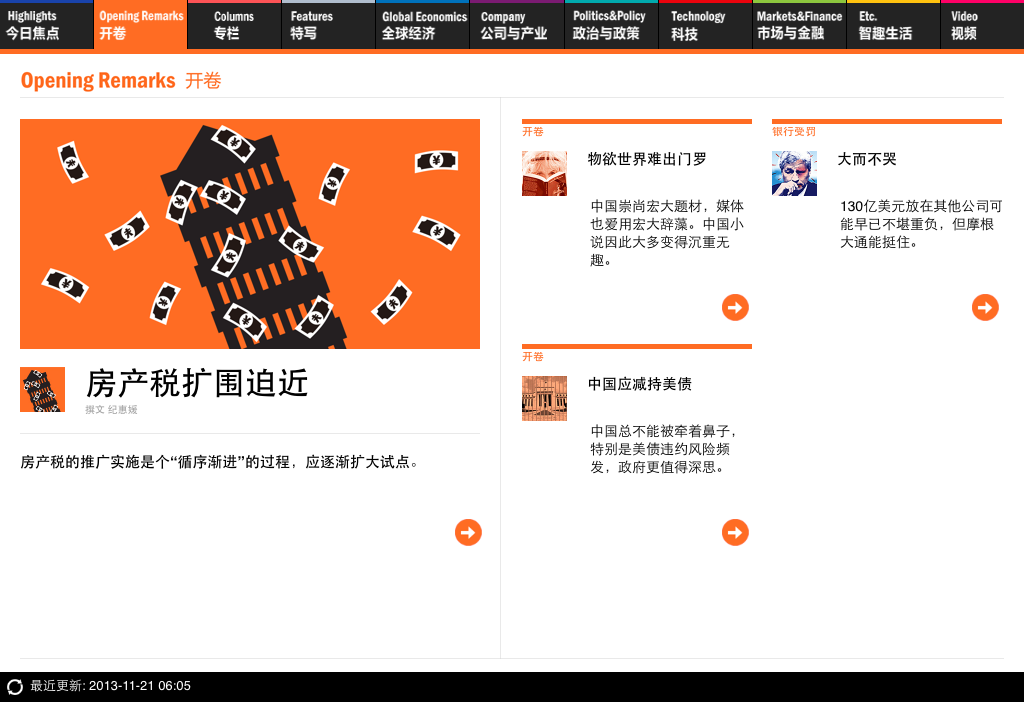 Highlights
今日焦点
Opening Remarks
开卷
Columns
专栏
Features
特写
Global Economics
全球经济
Company
公司与产业
Politics&Policy
政治与政策
Technology
科技
Markets&Finance
市场与金融
Etc.
智趣生活
Video
视频
Opening Remarks 开卷
房产税扩围迫近
撰文 纪惠媛
房产税的推广实施是个“循序渐进”的过程，应逐渐扩大试点。
开卷
物欲世界难出门罗
中国崇尚宏大题材，媒体
也爱用宏大辞藻。中国小
说因此大多变得沉重无
趣。
银行受罚
大而不哭
130亿美元放在其他公司可
能早已不堪重负，但摩根
大通能挺住。
开卷
中国应减持美债
中国总不能被牵着鼻子，
特别是美债违约风险频
发，政府更值得深思。
最近更新: 2013-11-21 06:05